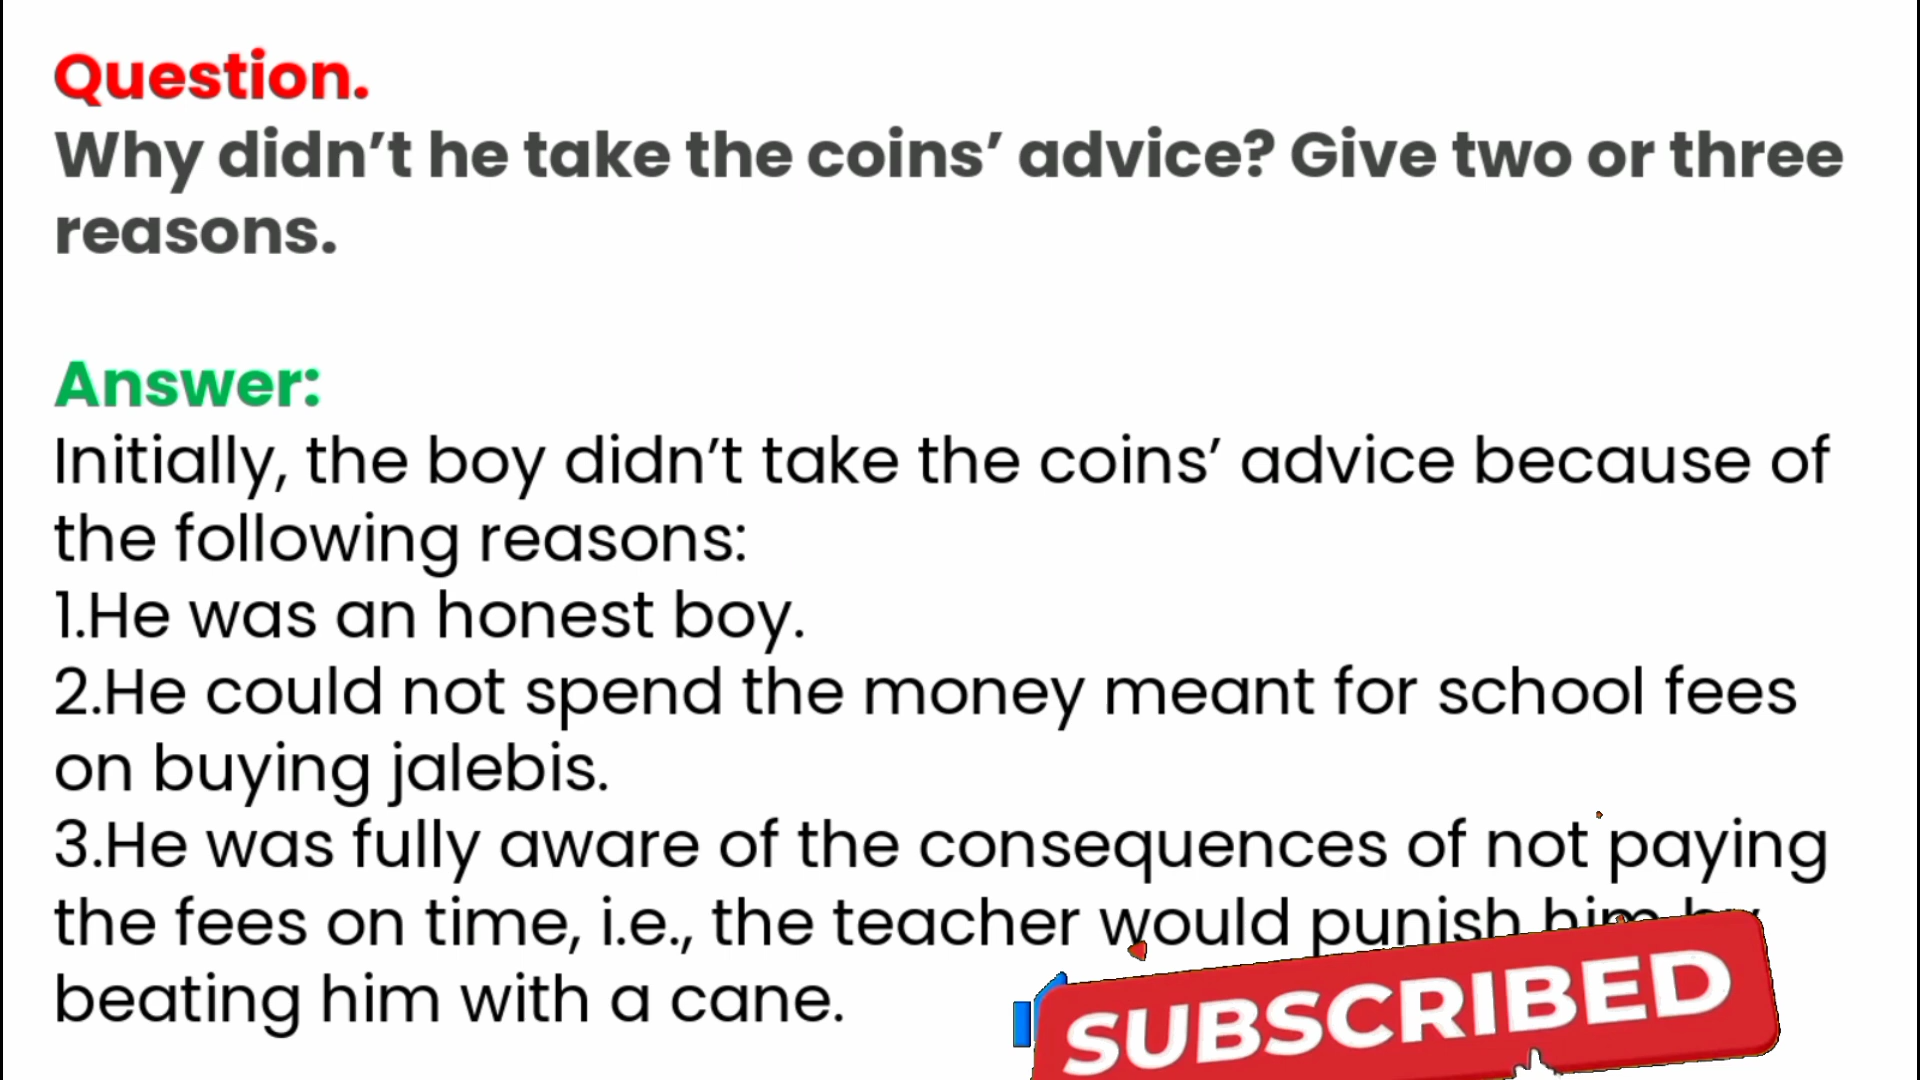 Question.
Why didn’t he take the coins’ advice? Give two or three
reasons.
Answer:
Initially, the boy didn’t take the coins’ advice because of
the following reasons:
1.He was an honest boy.
2.He could not spend the money meant for school fees
on buying jalebis.
3.He was fully aware of the consequences of not paying
the fees on time, i.e., the teacher would punish him by
beating him with a cane.
SUBSCRIBED